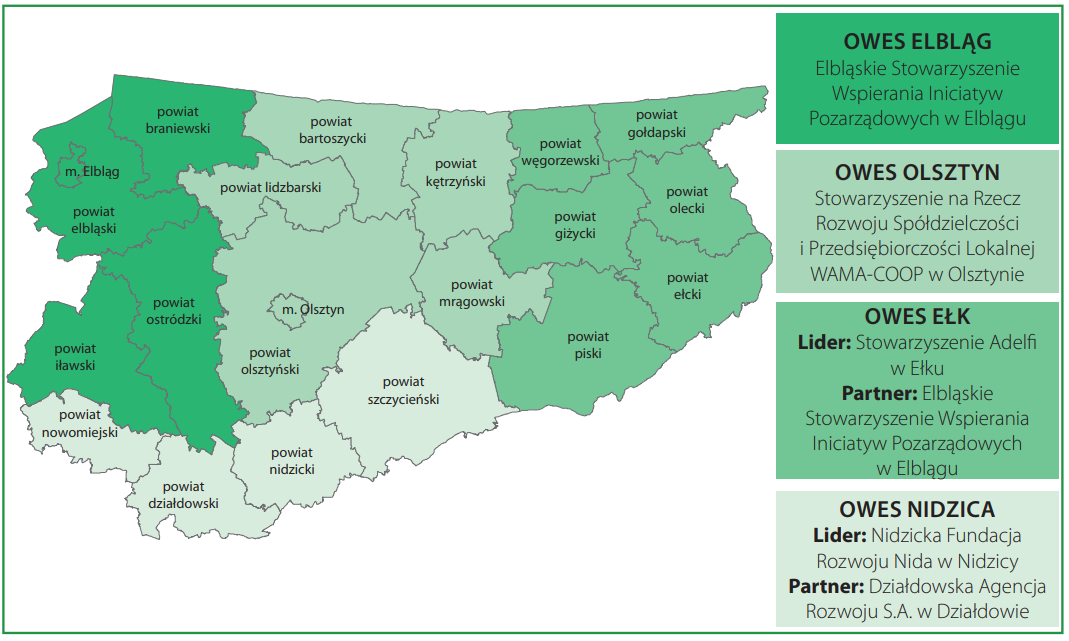 powiat
braniewski
m. Elbląg
powiat
elbląski
powiat
bartoszycki
powiat lidzbarski
powiat
kętrzyński
powiat
węgorzewski
powiat
gołdapski
powiat
olecki
powiat
giżycki
powiat
ełcki
powiat
mrągowski
powiat
piski
m. Olsztyn
powiat
olsztyński
powiat
ostródzki
powiat
iławski
powiat
szczycieński
powiat
nowomiejski
powiat
nidzicki
powiat
działdowski
OWES ELBLĄG
Elbląskie Stowarzyszenie
Wspierania Iniciatyw
Pozarządowych w Elblągu
OWES OLSZTYN
Stowarzyszenie na Rzecz
Rozwoju Spółdzielczości
i Przedsiębiorczości Lokalnej
WAMA-COOP w Olsztynie
OWES EŁK
Lider: Stowarzyszenie Adelfi
w Ełku
Partner: Elbląskie
Stowarzyszenie Wspierania
Iniciatyw Pozarządowych
w Elblągu
OWES NIDZICA
Lider: Nidzicka Fundacja
Rozwoju Nida w Nidzicy
Partner: Działdowska Agencja
Rozwoju S.A. w Działdowie